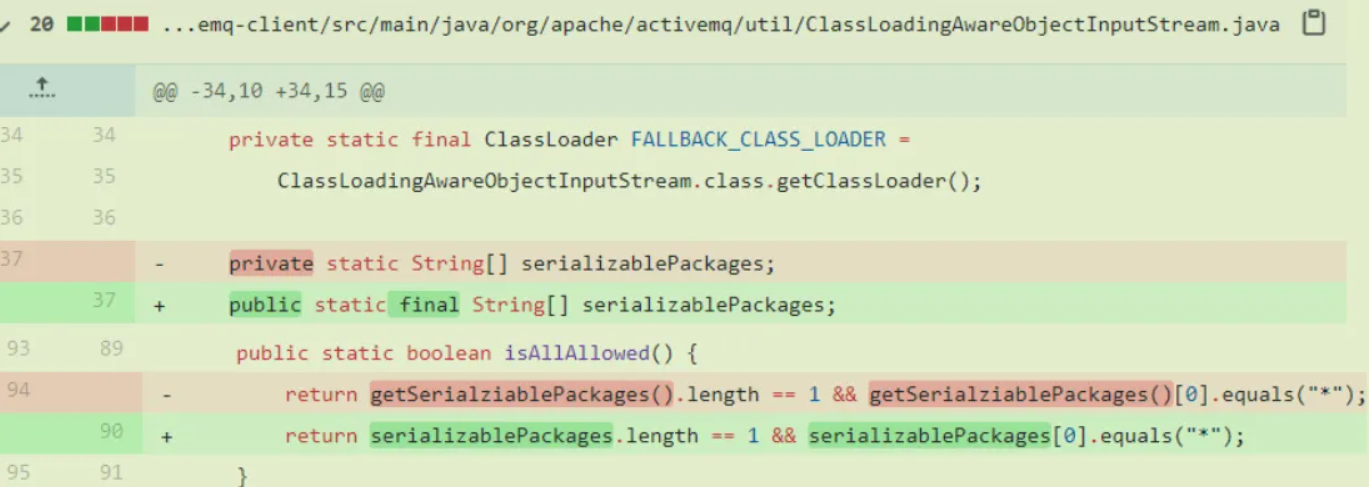 20 ...emq-client/src/main/java/org/apache/activemq/util/ClassLoadingAwareObjectInputStream.java
@@ -34,10 +34,15 @@
34 34 private static final ClassLoader FALLBACK_CLASS_LOADER =
35 35 ClassLoadingAwareObjectInputStream.class.getClassLoader();
36 36
37 - private static String[] serializablePackages;
37 + public static final String[] serializablePackages;
93 89 public static boolean isAllAllowed() {
94 - return getSerialziablePackages().length == 1 && getSerialziablePackages()[0].equals("*");
90 + return serializablePackages.length == 1 && serializablePackages[0].equals("*");
95 91 }